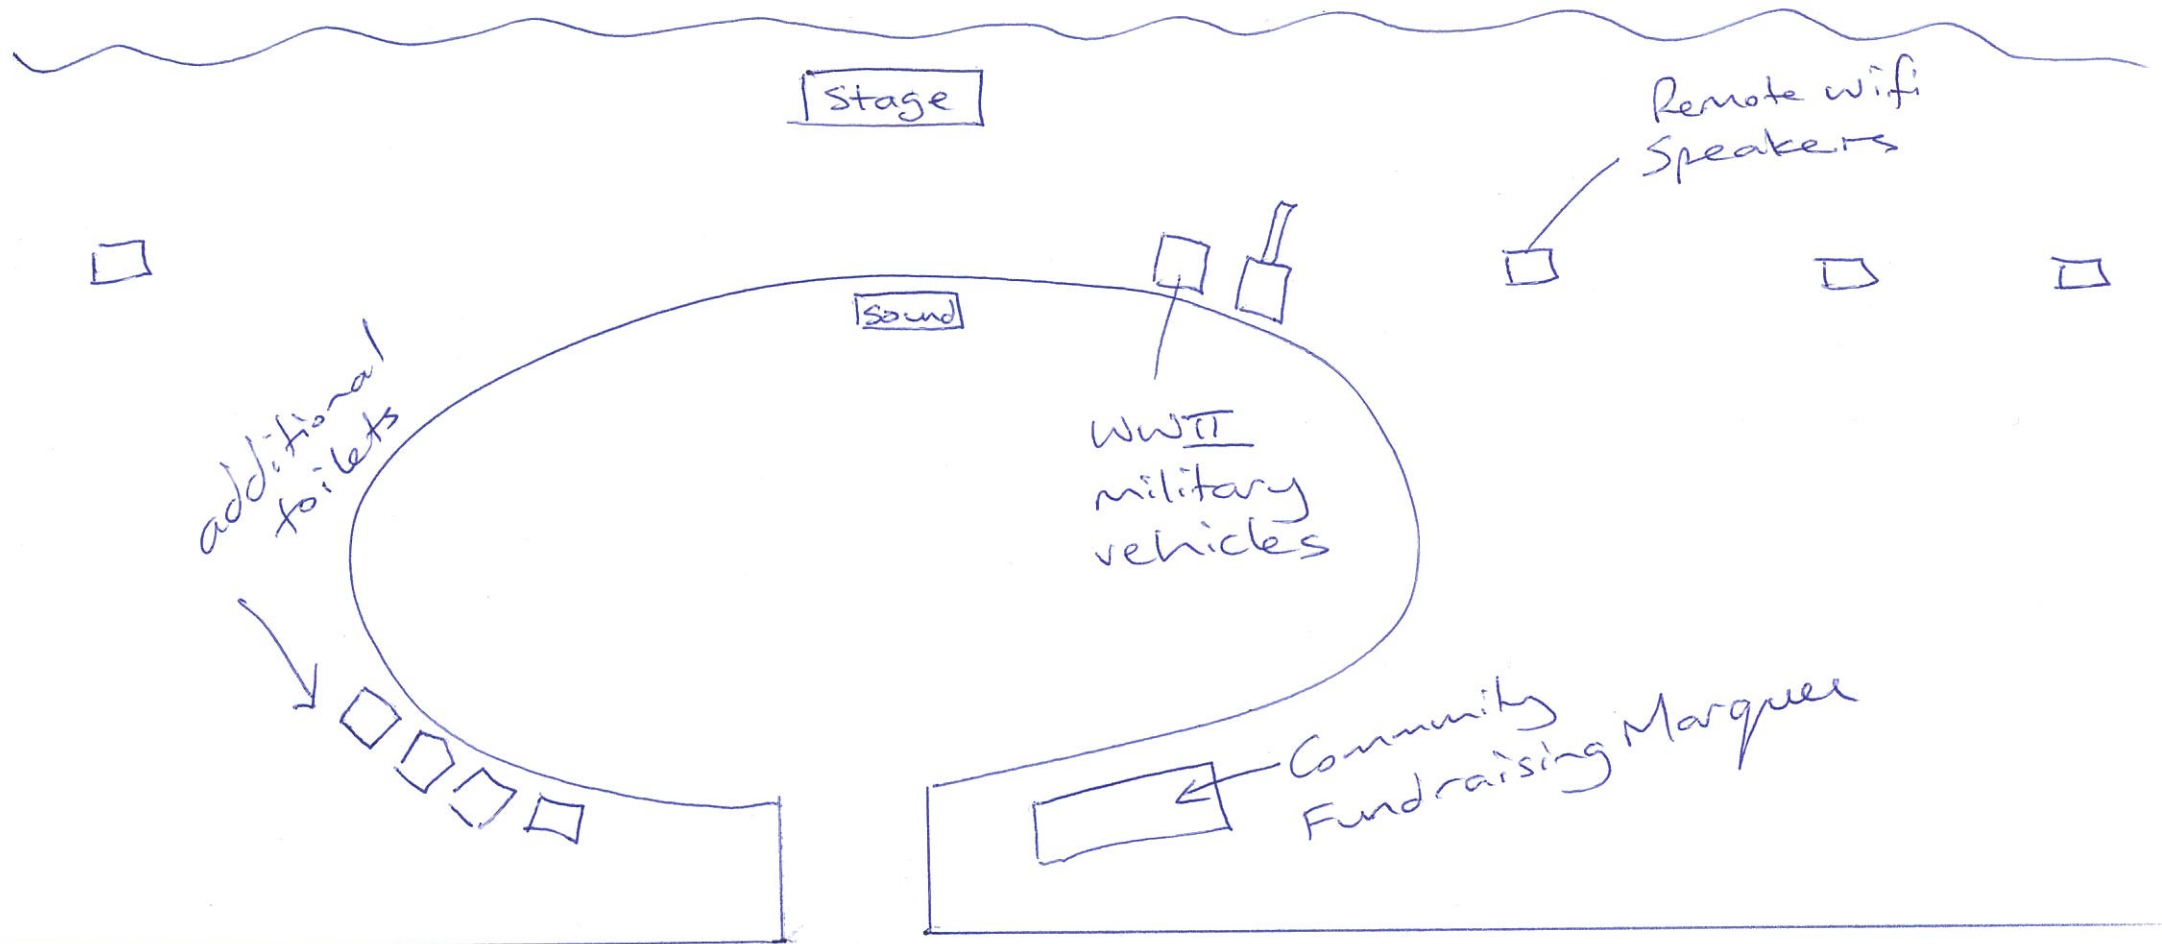 Stage
Remote wifi
Speakers
Sound
additional
toilets
WWII
military
vehicles
Community
Fundraising Marquee